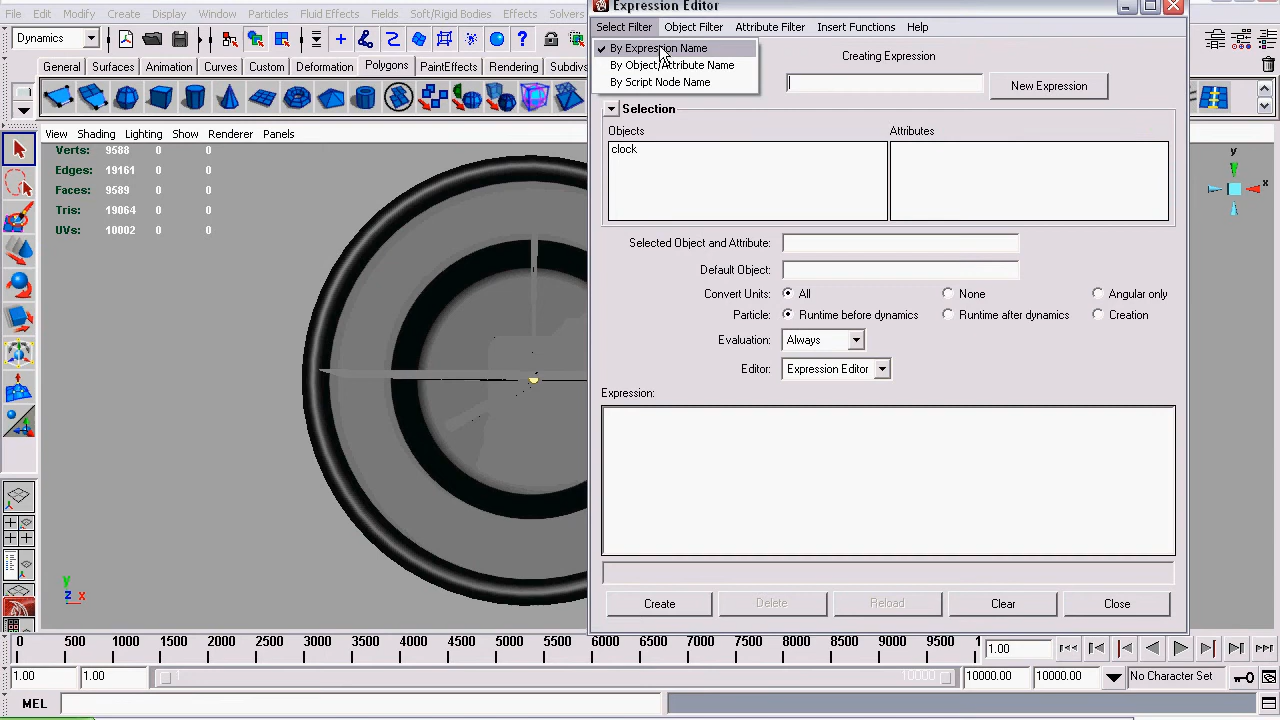 Expression Editor
File Edit Modify Create Display Window Particles Fluid Effects Fields Soft/Rigid Bodies Effects Solvers
Select Filter Object Filter Attribute Filter Insert Functions Help
Dynamics
By Expression Name
By Object/Attribute Name
By Script Node Name
Creating Expression
New Expression
General Surfaces Animation Curves Custom Deformation Polygons PaintEffects Rendering Subdivs
Selection
Objects Attributes
clock
View Shading Lighting Show Renderer Panels
Verts: 9588 0 0
Edges: 19161 0 0
Faces: 9589 0 0
Tris: 19064 0 0
UVs: 10002 0 0
y
x
Selected Object and Attribute:
Default Object:
Convert Units: All None Angular only
Particle: Runtime before dynamics Runtime after dynamics Creation
Evaluation: Always
Editor: Expression Editor
Expression:
y
z x
Create Delete Reload Clear Close
0 500 1000 1500 2000 2500 3000 3500 4000 4500 5000 5500 6000 6500 7000 7500 8000 8500 9000 9500 1
1.00
1.00 1.00 1 10000 10000.00 10000.00 No Character Set
MEL